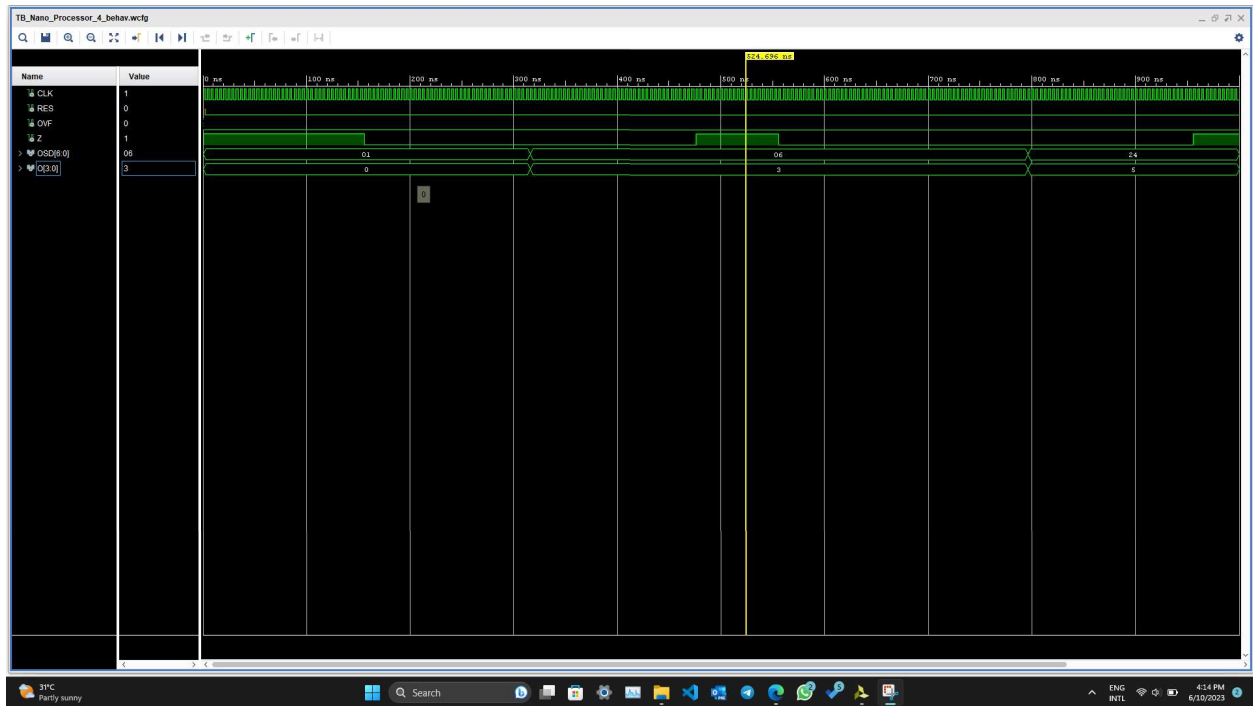 TB_Nano_Processor_4_behav.wcfg
524.696 ns
Name Value
0 ns 100 ns 200 ns 300 ns 400 ns 500 ns 600 ns 700 ns 800 ns 900 ns
CLK 1
RES 0
OVF 0
Z 1
OSD[6:0] 06 01 06 24
O[3:0] 3 0 3 5
0
31°C
Partly sunny
Search
ENG
INTL
4:14 PM
6/10/2023
2